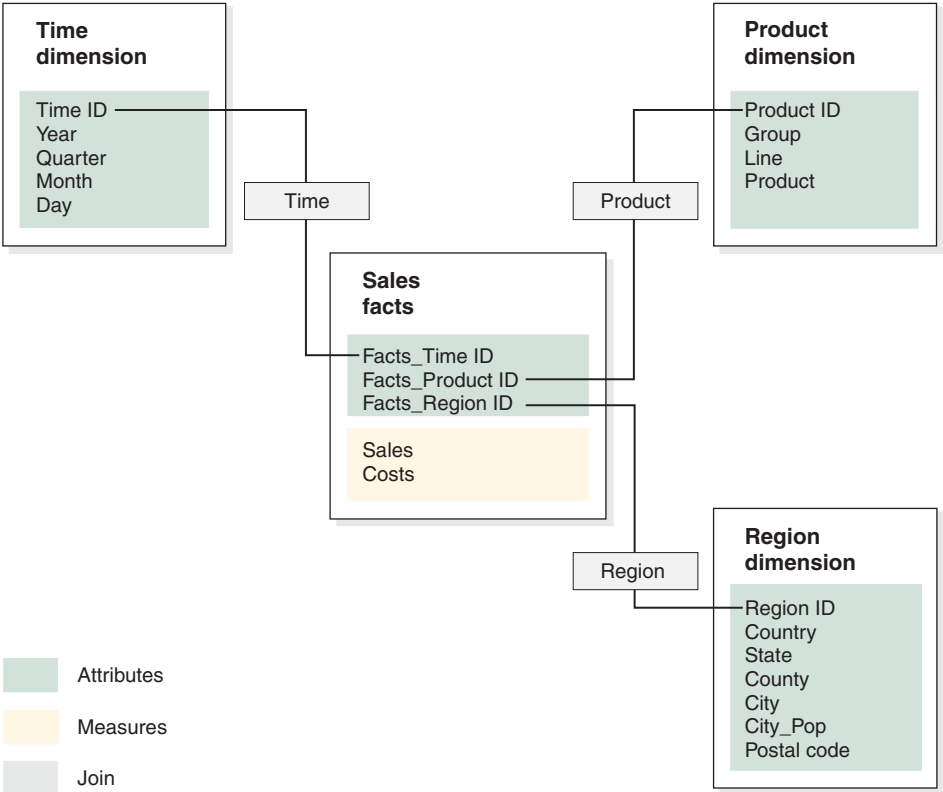 Time
dimension
Time ID
Year
Quarter
Month
Day
Product
dimension
Product ID
Group
Line
Product
Time
Product
Sales
facts
Facts_Time ID
Facts_Product ID
Facts_Region ID
Sales
Costs
Region
Region
dimension
Region ID
Country
State
County
City
City_Pop
Postal code
Attributes
Measures
Join